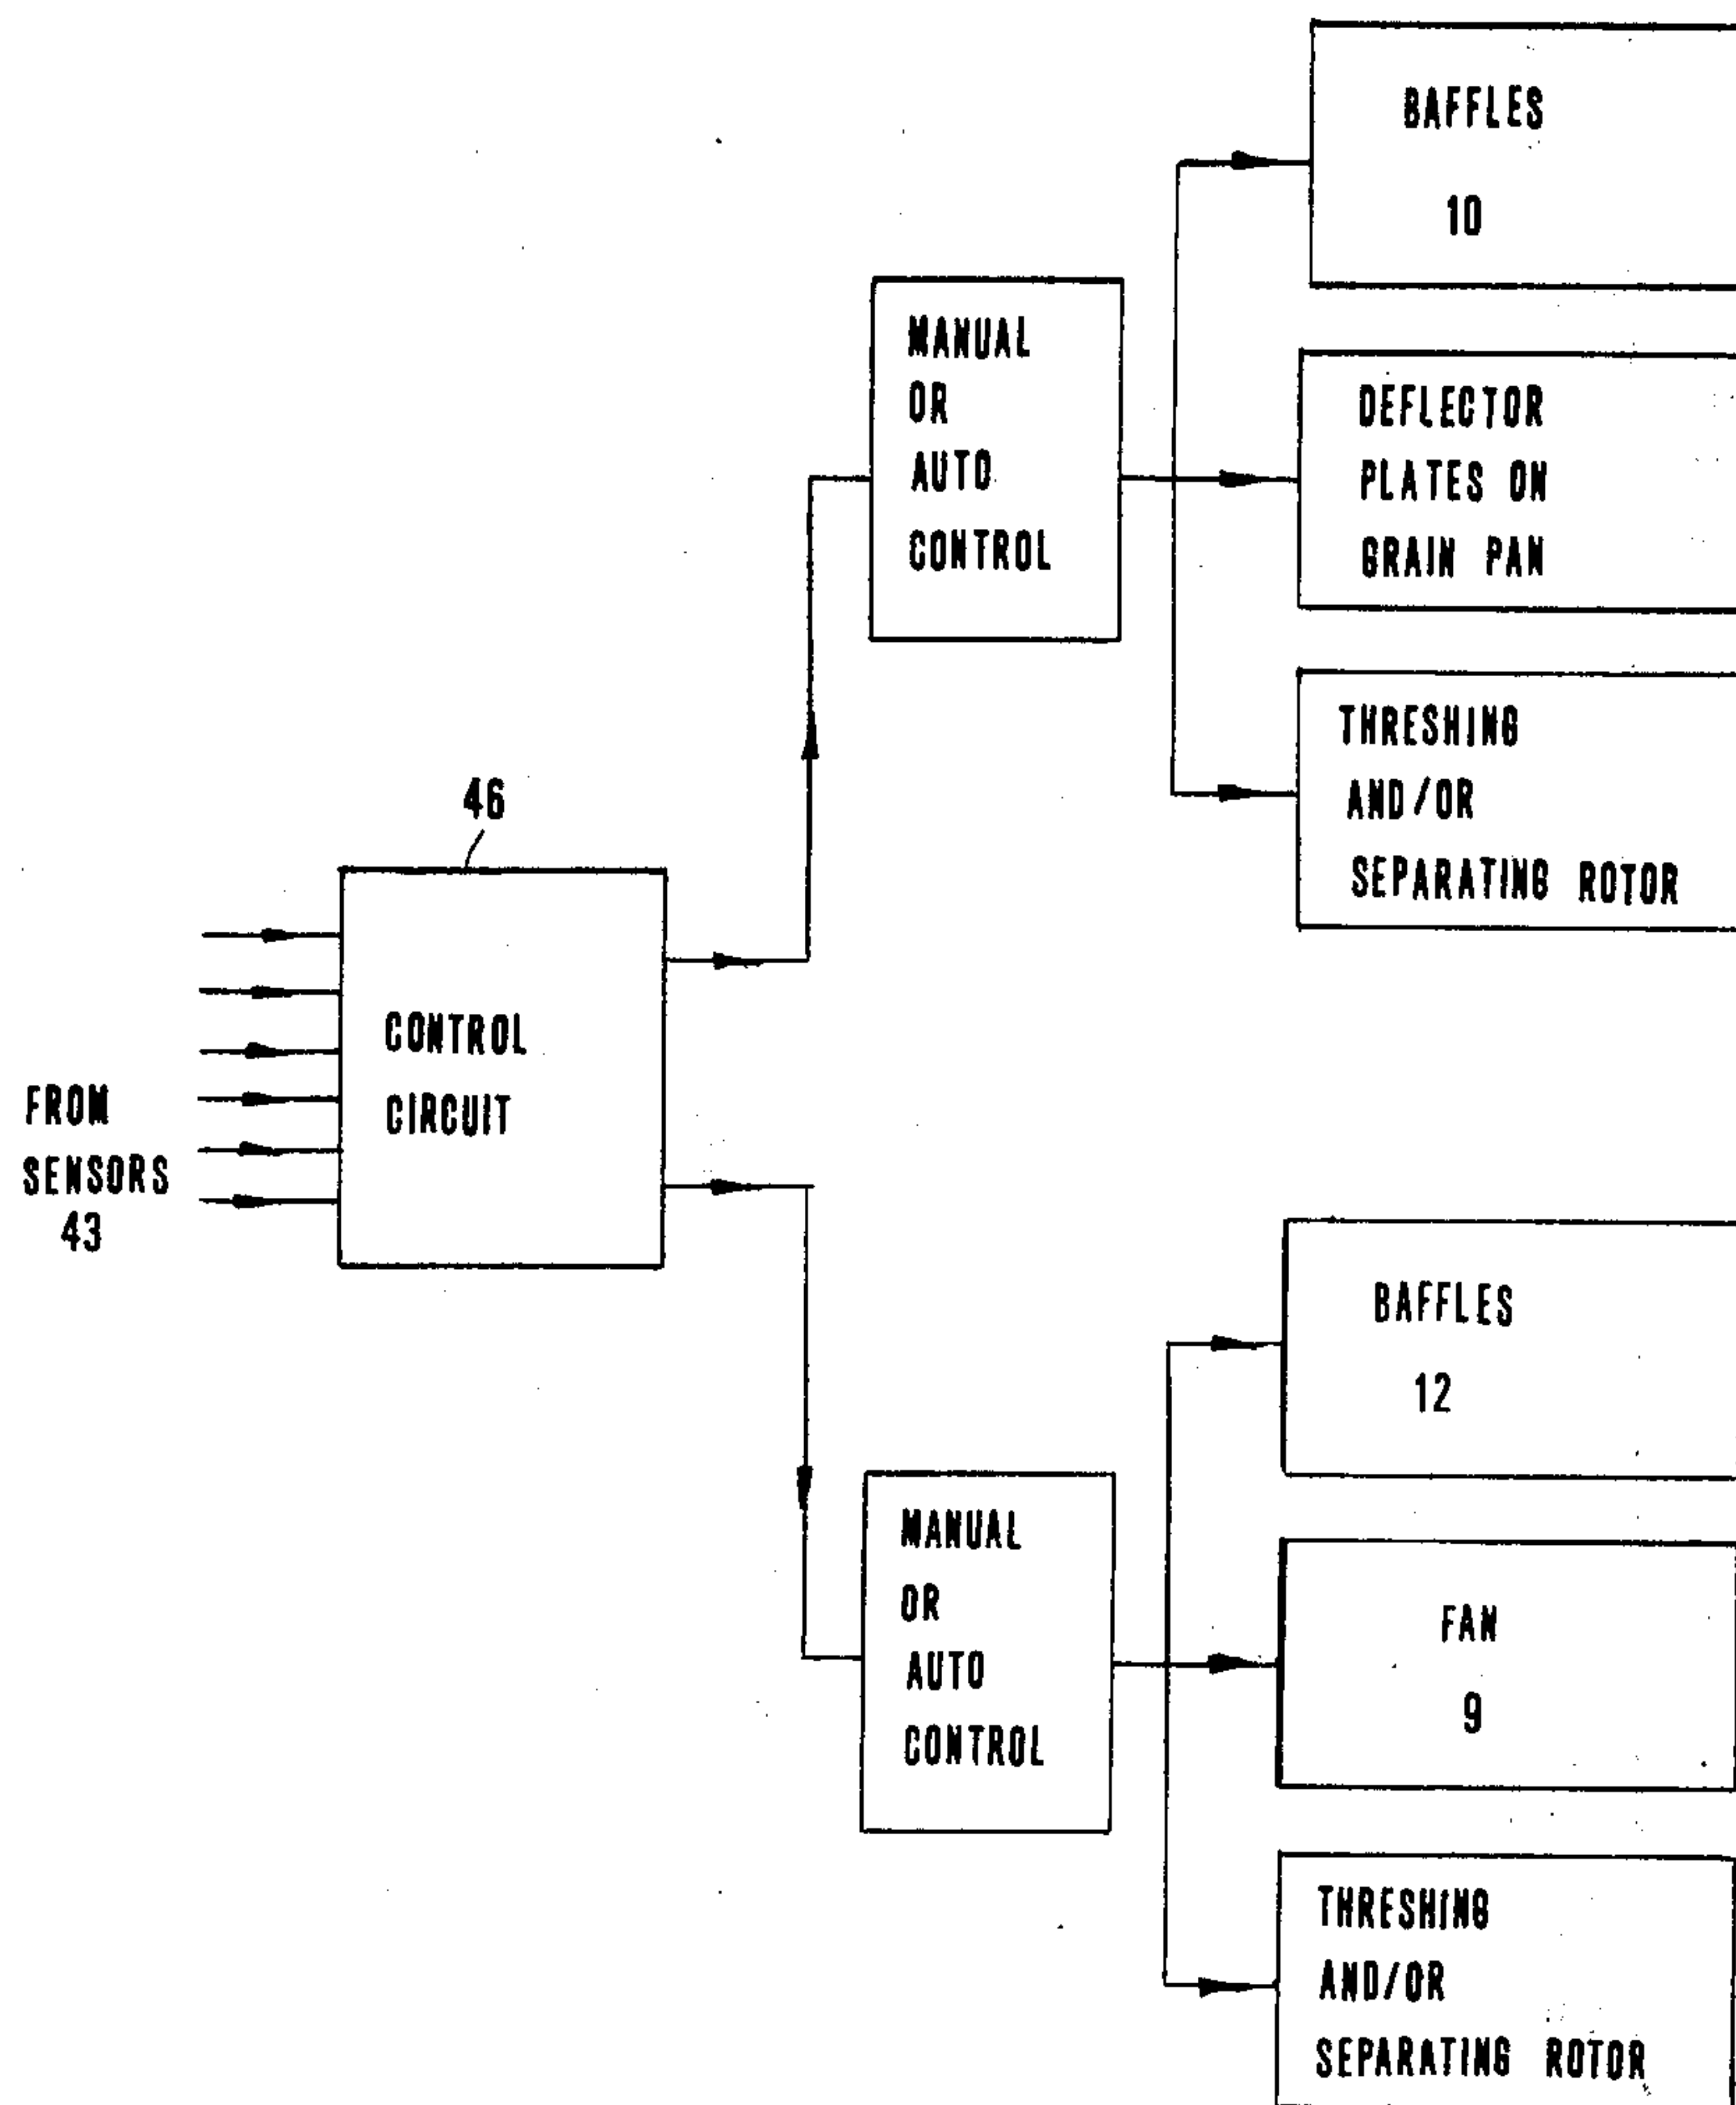 BAFFLES
10
MANUAL
OR
AUTO
CONTROL
DEFLECTOR
PLATES ON
GRAIN PAN
THRESHING
AND/OR
SEPARATING ROTOR
46
CONTROL
CIRCUIT
FROM
SENSORS
43
BAFFLES
12
MANUAL
OR
AUTO
CONTROL
FAN
9
THRESHING
AND/OR
SEPARATING ROTOR